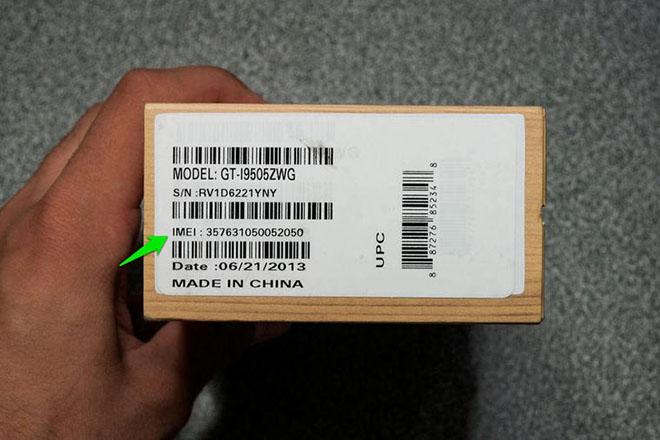 MODEL: GT-I9505ZWG
S/N :RV1D6221YNY
IMEI : 357631050052050
Date :06/21/2013
MADE IN CHINA
UPC
8 87276 85234 8